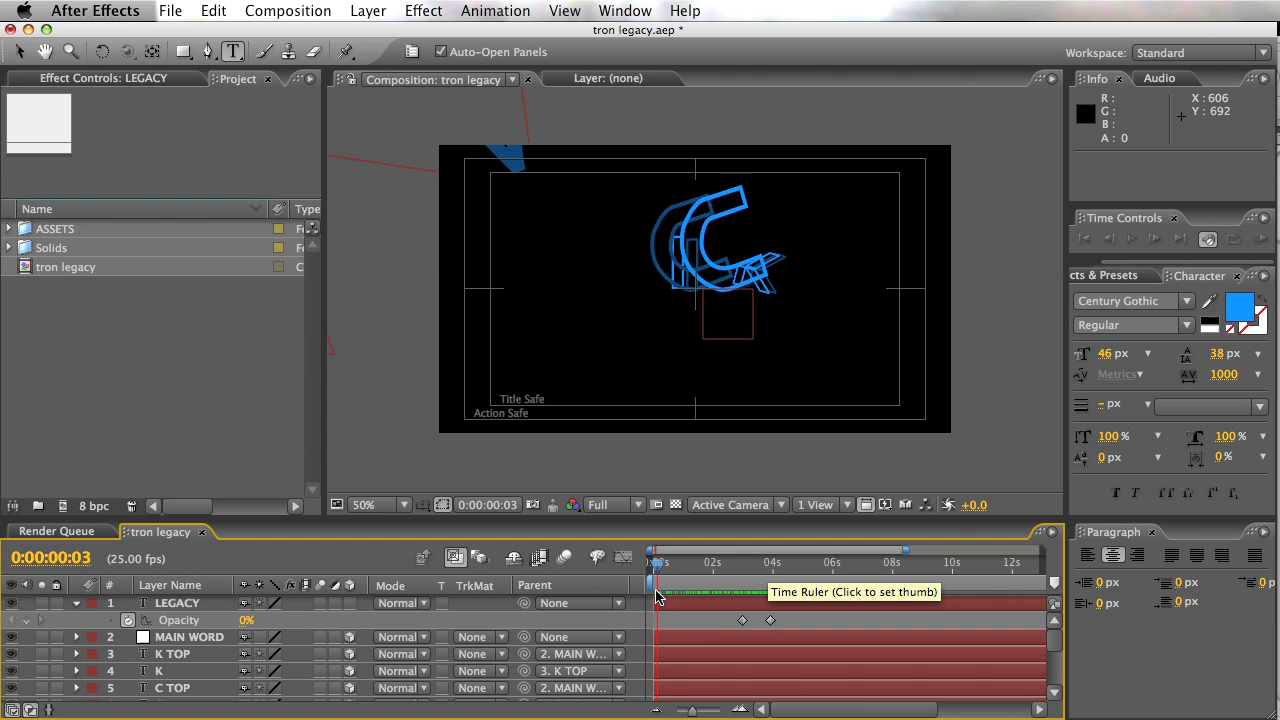 After Effects File Edit Composition Layer Effect Animation View Window Help
tron legacy.aep *
T Auto-Open Panels Workspace: Standard
Effect Controls: LEGACY Project Composition: tron legacy Layer: (none) Info Audio
R : X : 606
G : Y : 692
B :
A : 0
Name Type
ASSETS Fo
Solids Fo
tron legacy C
Time Controls
cts & Presets Character
Century Gothic
Regular
46 px 38 px
Metrics 1000
- px
100 % 100 %
0 px 0 %
Title Safe
Action Safe
8 bpc 50% 0:00:00:03 Full Active Camera 1 View +0.0
Render Queue tron legacy Paragraph
0:00:00:03 (25.00 fps) 02s 04s 06s 08s 10s 12s
# Layer Name Mode T TrkMat Parent
1 T LEGACY Normal None
Opacity 0%
2 MAIN WORD Normal None None
3 T K TOP Normal None 2. MAIN W...
4 T K Normal None 3. K TOP
5 T C TOP Normal None 2. MAIN W...
Time Ruler (Click to set thumb)
0 px 0 px 0 p
0 px 0 px